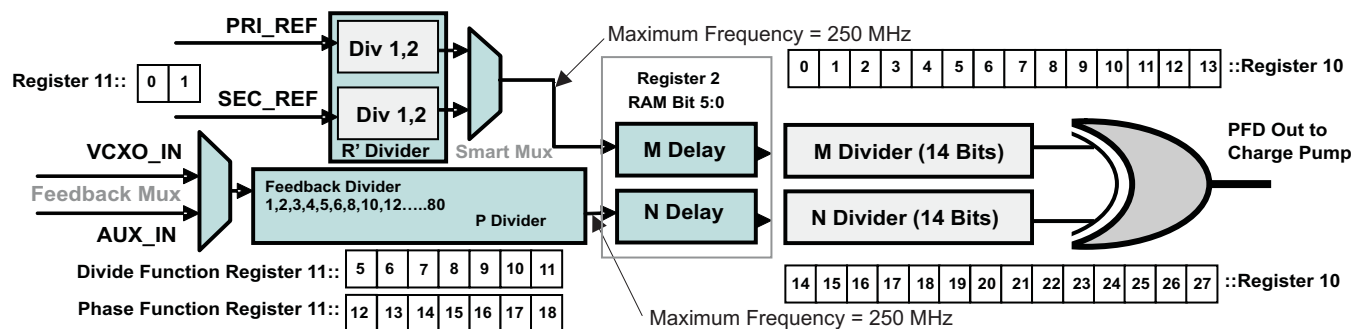 PRI_REF
Div 1,2
Register 11:: 0 1
SEC_REF
Div 1,2
R' Divider
Smart Mux
Maximum Frequency = 250 MHz
Register 2
RAM Bit 5:0
0 1 2 3 4 5 6 7 8 9 10 11 12 13 ::Register 10
VCXO_IN
Feedback Mux
AUX_IN
Feedback Divider
1,2,3,4,5,6,8,10,12.....80
P Divider
M Delay
N Delay
M Divider (14 Bits)
N Divider (14 Bits)
PFD Out to
Charge Pump
Divide Function Register 11:: 5 6 7 8 9 10 11
Phase Function Register 11:: 12 13 14 15 16 17 18
14 15 16 17 18 19 20 21 22 23 24 25 26 27 ::Register 10
Maximum Frequency = 250 MHz